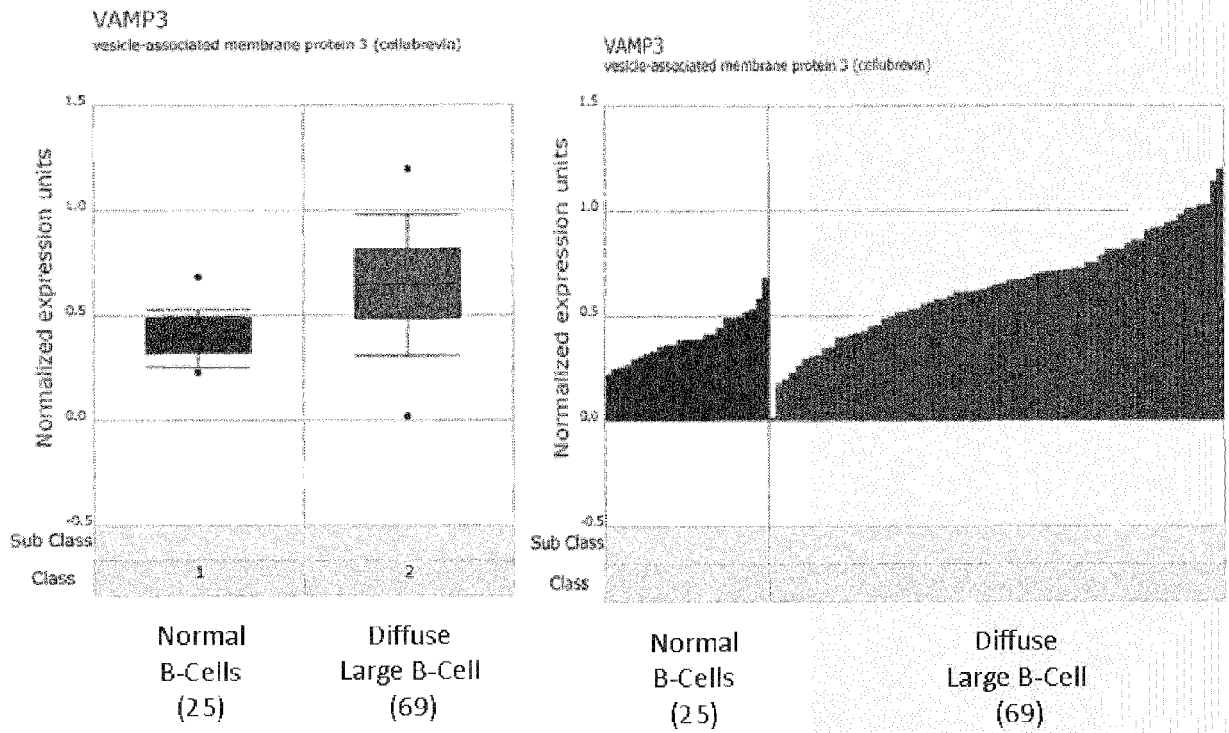 VAMP3
vesicle-associated membrane protein 3 (cellubrevin)
1.5
1.0
0.5
0.0
-0.5
Normalized expression units
Sub Class
Class
1
2
Normal
B-Cells
(25)
Diffuse
Large B-Cell
(69)
VAMP3
vesicle-associated membrane protein 3 (cellubrevin)
1.5
1.0
0.5
0.0
-0.5
Normalized expression units
Sub Class
Class
Normal
B-Cells
(25)
Diffuse
Large B-Cell
(69)